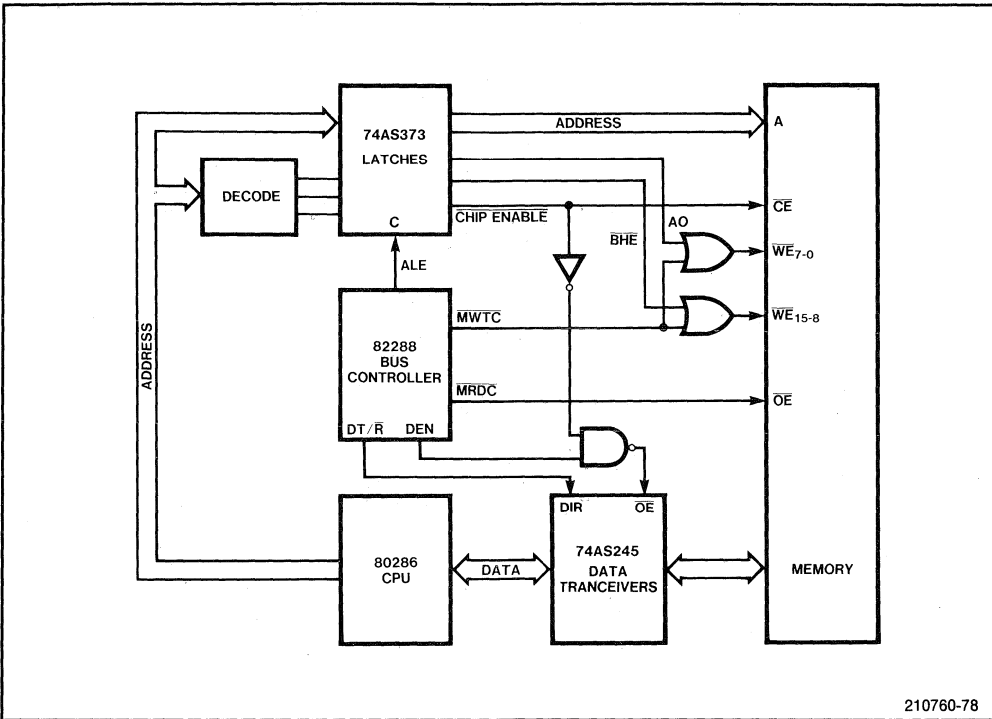 74AS373
LATCHES
C
DECODE
ADDRESS
A
CHIP ENABLE
CE
BHE
AO
WE7-0
WE15-8
ALE
ADDRESS
82288
BUS
CONTROLLER
MWTC
MRDC
OE
DT/R DEN
80286
CPU
DATA
DIR OE
74AS245
DATA
TRANCEIVERS
MEMORY
210760-78